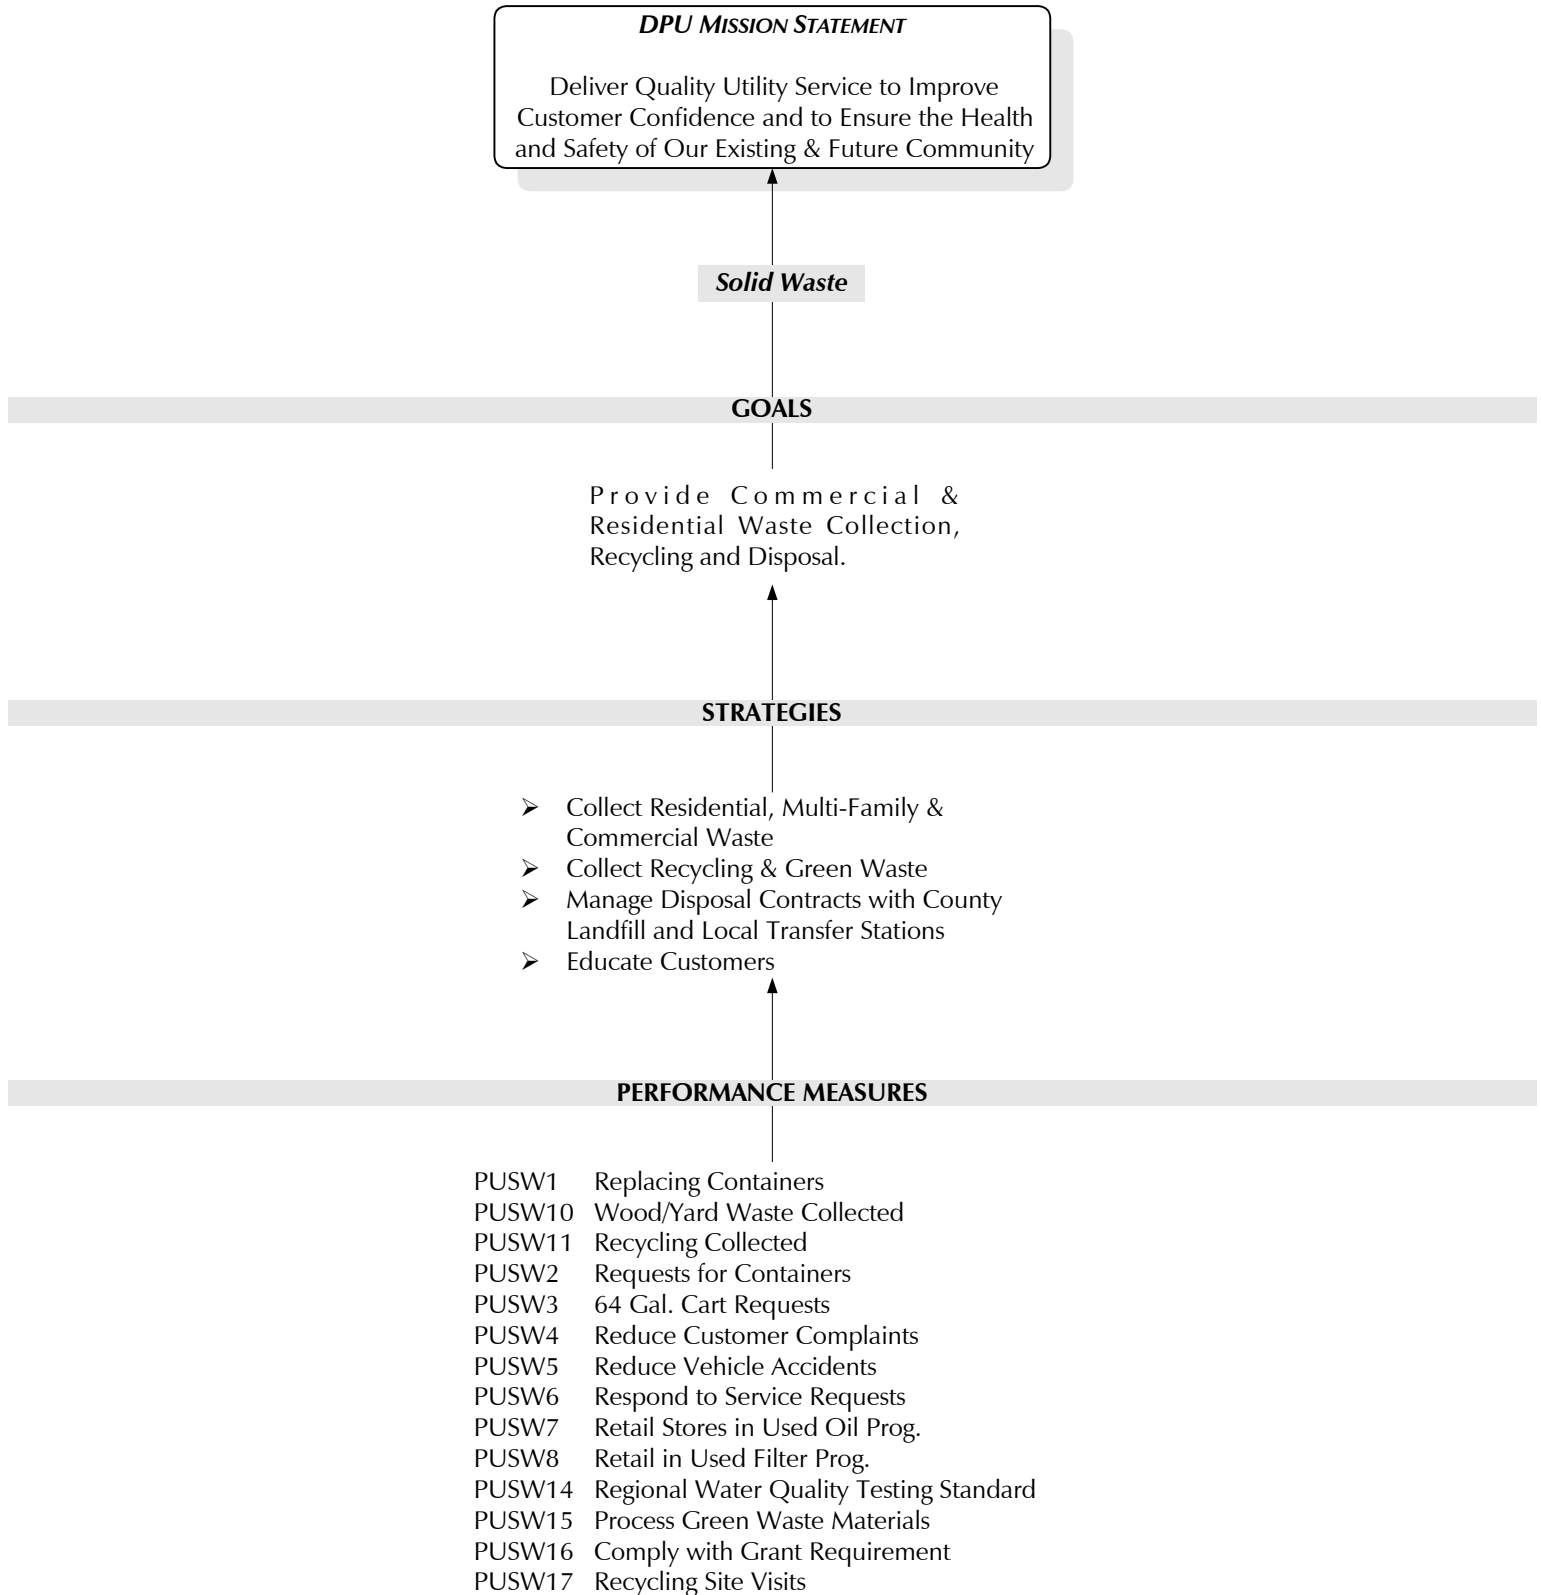 DPU MISSION STATEMENT
Deliver Quality Utility Service to Improve
Customer Confidence and to Ensure the Health
and Safety of Our Existing & Future Community
Solid Waste
GOALS
Provide Commercial &
Residential Waste Collection,
Recycling and Disposal.
STRATEGIES
➢ Collect Residential, Multi-Family &
Commercial Waste
➢ Collect Recycling & Green Waste
➢ Manage Disposal Contracts with County
Landfill and Local Transfer Stations
➢ Educate Customers
PERFORMANCE MEASURES
PUSW1 Replacing Containers
PUSW10 Wood/Yard Waste Collected
PUSW11 Recycling Collected
PUSW2 Requests for Containers
PUSW3 64 Gal. Cart Requests
PUSW4 Reduce Customer Complaints
PUSW5 Reduce Vehicle Accidents
PUSW6 Respond to Service Requests
PUSW7 Retail Stores in Used Oil Prog.
PUSW8 Retail in Used Filter Prog.
PUSW14 Regional Water Quality Testing Standard
PUSW15 Process Green Waste Materials
PUSW16 Comply with Grant Requirement
PUSW17 Recycling Site Visits